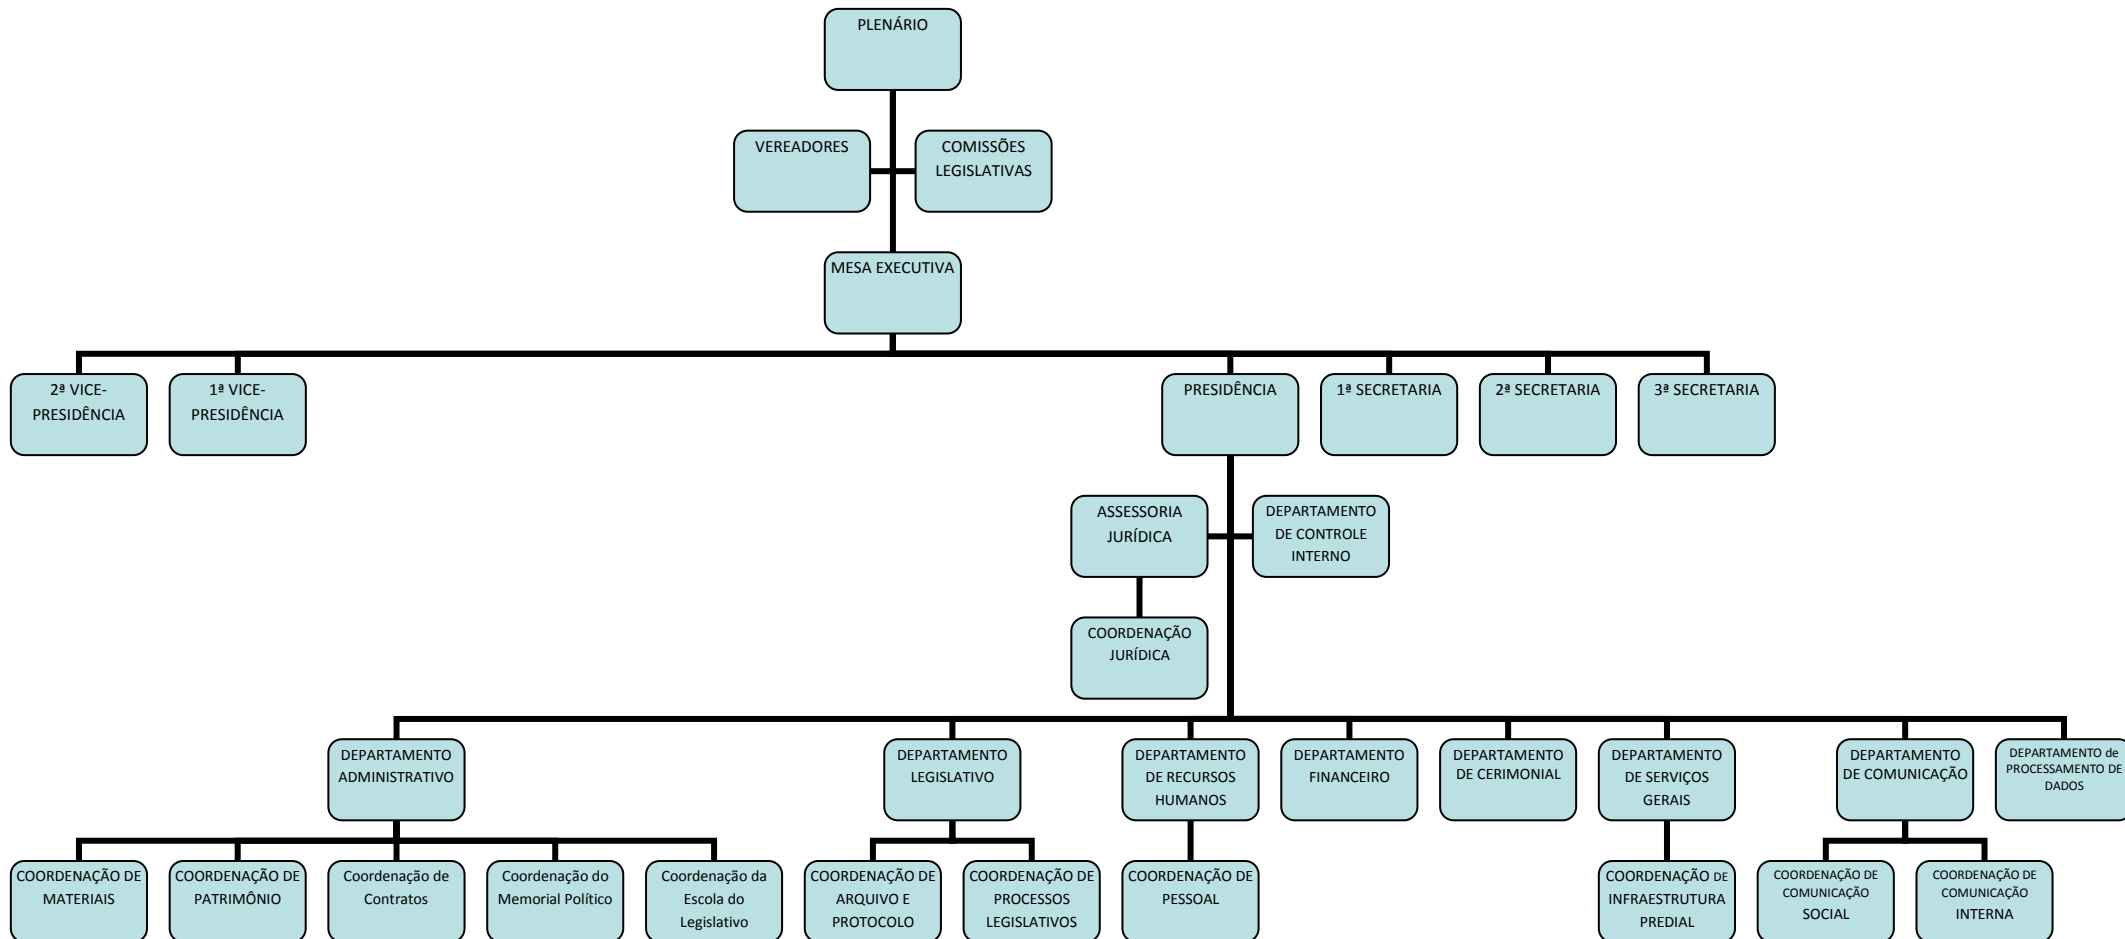 PLENÁRIO
VEREADORES
COMISSÕES
LEGISLATIVAS
MESA EXECUTIVA
2ª VICE-
PRESIDÊNCIA
1ª VICE-
PRESIDÊNCIA
PRESIDÊNCIA
1ª SECRETARIA
2ª SECRETARIA
3ª SECRETARIA
ASSESSORIA
JURÍDICA
DEPARTAMENTO
DE CONTROLE
INTERNO
COORDENAÇÃO
JURÍDICA
DEPARTAMENTO
ADMINISTRATIVO
DEPARTAMENTO
LEGISLATIVO
DEPARTAMENTO
DE RECURSOS
HUMANOS
DEPARTAMENTO
FINANCEIRO
DEPARTAMENTO
DE CERIMONIAL
DEPARTAMENTO
DE SERVIÇOS
GERAIS
DEPARTAMENTO
DE COMUNICAÇÃO
DEPARTAMENTO de
PROCESSAMENTO DE
DADOS
COORDENAÇÃO DE
MATERIAIS
COORDENAÇÃO DE
PATRIMÔNIO
Coordenação de
Contratos
Coordenação do
Memorial Político
Coordenação da
Escola do
Legislativo
COORDENAÇÃO DE
ARQUIVO E
PROTOCOLO
COORDENAÇÃO DE
PROCESSOS
LEGISLATIVOS
COORDENAÇÃO DE
PESSOAL
COORDENAÇÃO DE
INFRAESTRUTURA
PREDIAL
COORDENAÇÃO DE
COMUNICAÇÃO
SOCIAL
COORDENAÇÃO DE
COMUNICAÇÃO
INTERNA